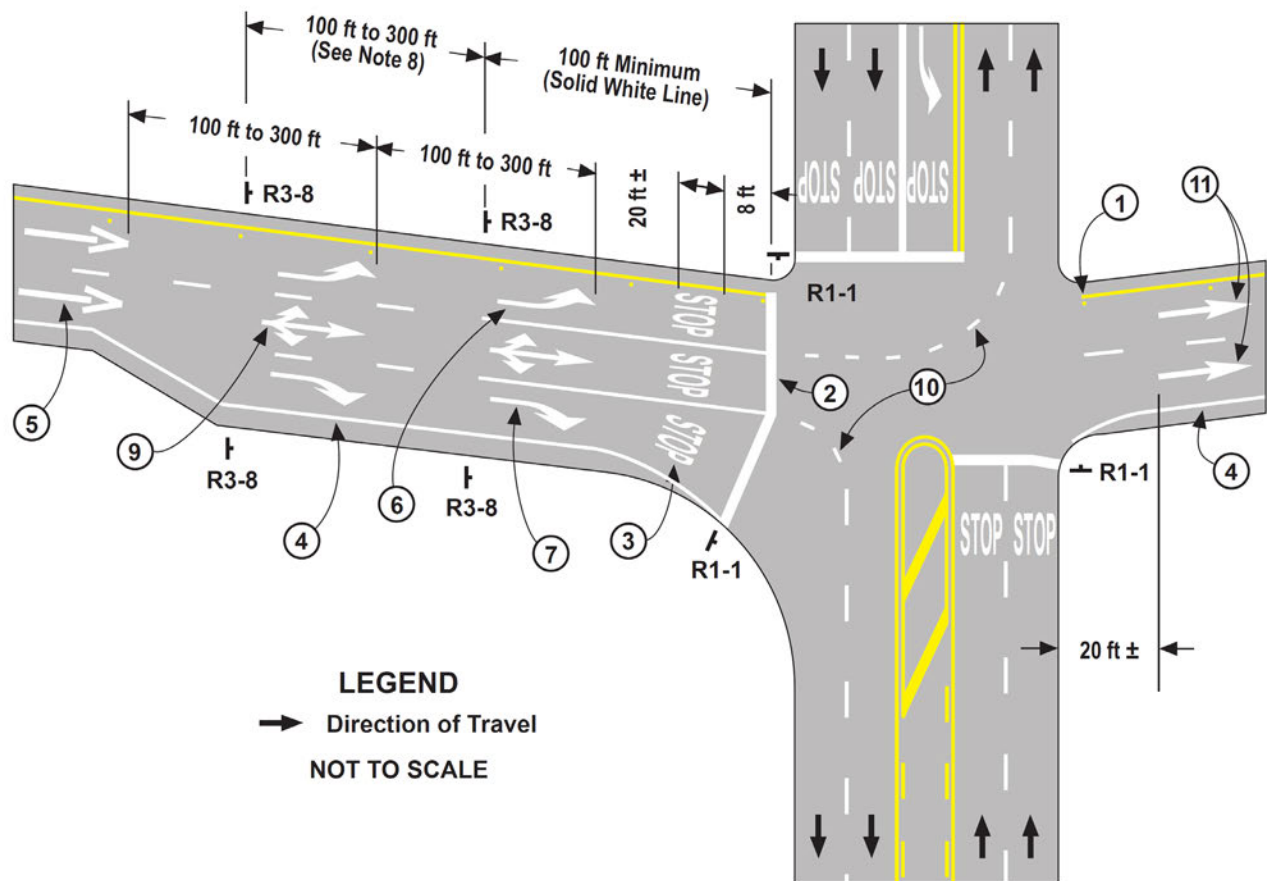 100 ft to 300 ft
(See Note 8)
100 ft Minimum
(Solid White Line)
100 ft to 300 ft
100 ft to 300 ft
20 ft ±
8 ft
STOP
STOP
STOP
R3-8
R3-8
1
11
R1-1
STOP
STOP
STOP
2
10
5
9
R3-8
4
6
R3-8
7
3
R1-1
R1-1
4
STOP
STOP
20 ft ±
LEGEND
Direction of Travel
NOT TO SCALE